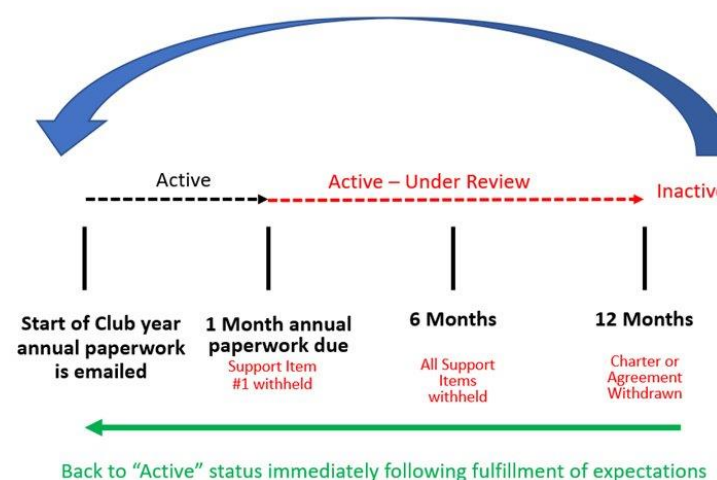 Active
Active – Under Review
Inactive
Start of Club year
annual paperwork
is emailed
1 Month annual
paperwork due
Support Item
#1 withheld
6 Months
All Support
Items
withheld
12 Months
Charter or
Agreement
Withdrawn
Back to “Active” status immediately following fulfillment of expectations